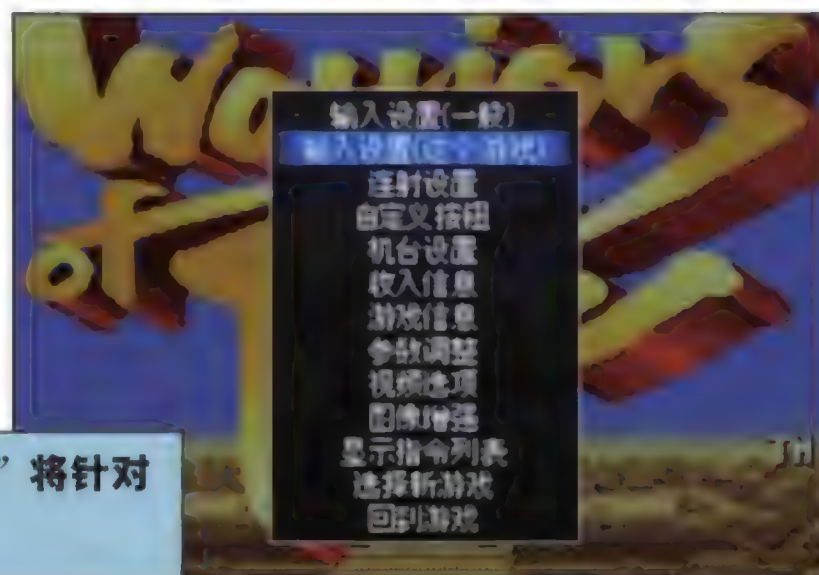 Warriors
of
输入设置(一般)
输入设置(这个游戏)
连射设置
自定义按钮
机台设置
收入信息
游戏信息
参数调整
视频选项
图像增强
显示指令列表
选择新游戏
回到游戏
”将针对